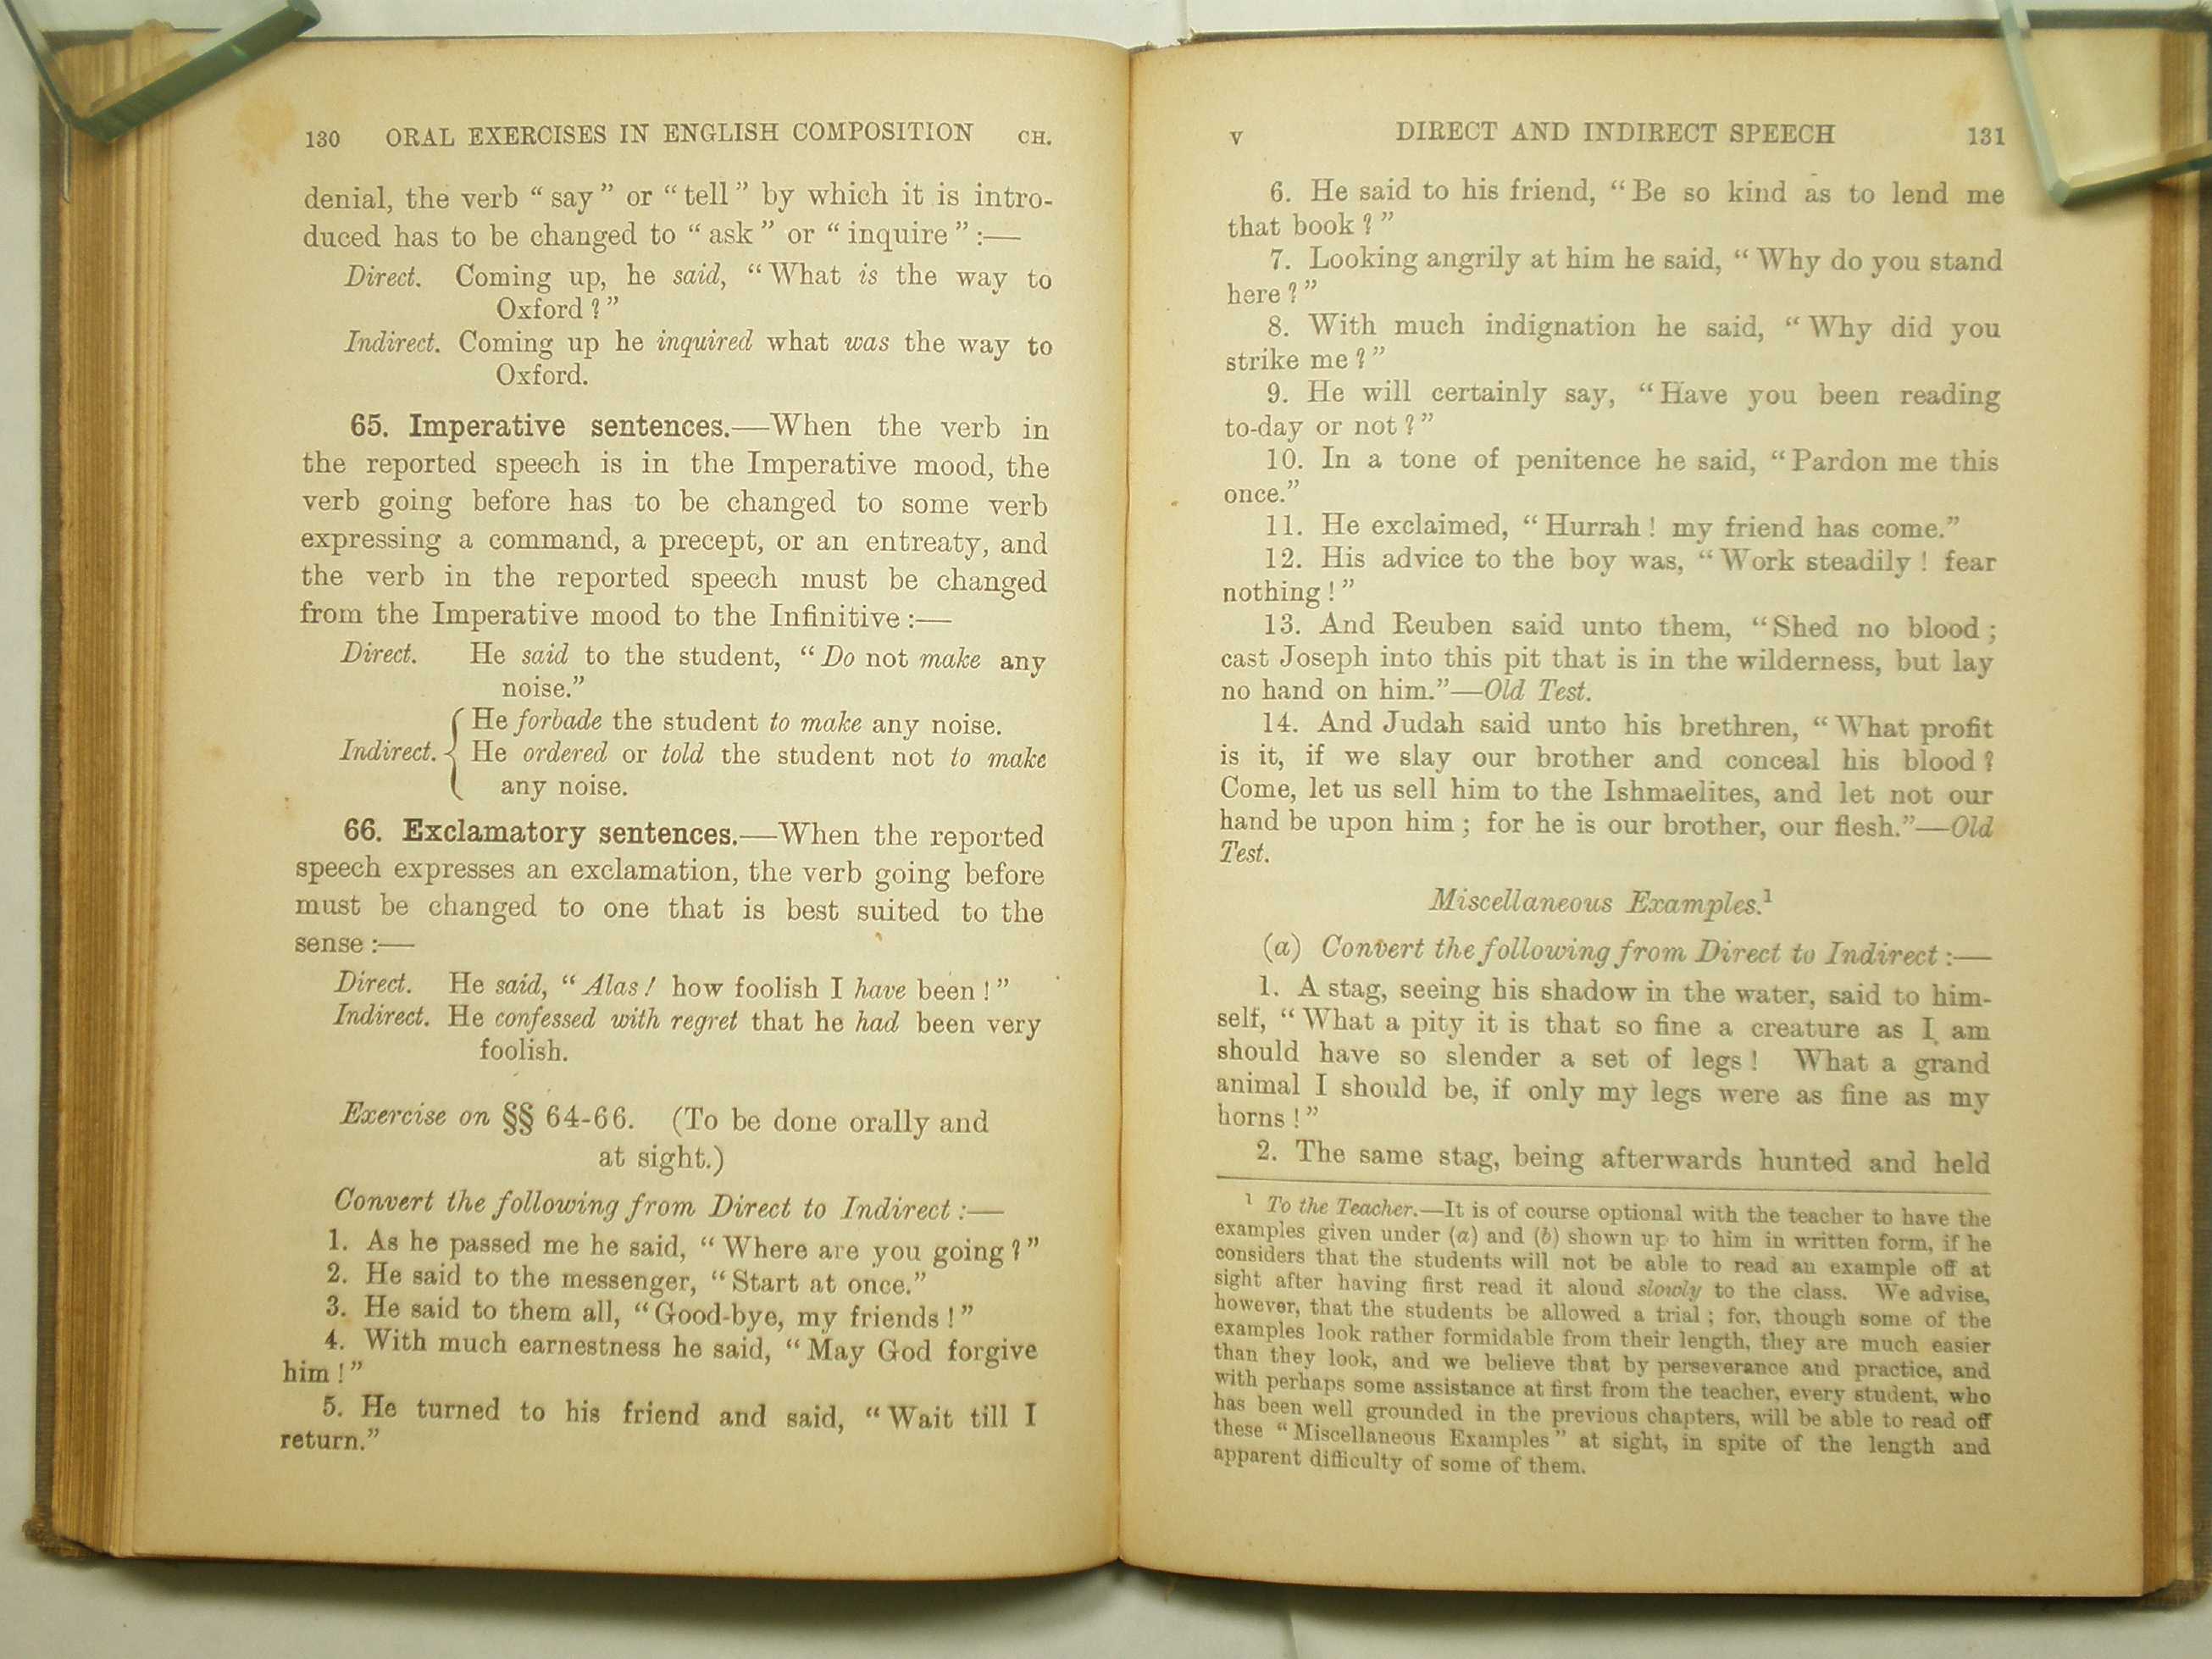 130 ORAL EXERCISES IN ENGLISH COMPOSITION CH.
denial, the verb “ say ” or “ tell ” by which it is intro-
duced has to be changed to “ ask ” or “ inquire ” :—
Direct. Coming up, he said, “ What is the way to
Oxford ? ”
Indirect. Coming up he inquired what was the way to
Oxford.
65. Imperative sentences.—When the verb in
the reported speech is in the Imperative mood, the
verb going before has to be changed to some verb
expressing a command, a precept, or an entreaty, and
the verb in the reported speech must be changed
from the Imperative mood to the Infinitive :—
Direct. He said to the student, “ Do not make any
noise.”
He forbade the student to make any noise.
Indirect. He ordered or told the student not to make
any noise.
66. Exclamatory sentences.—When the reported
speech expresses an exclamation, the verb going before
must be changed to one that is best suited to the
sense :—
Direct. He said, “ Alas ! how foolish I have been ! ”
Indirect. He confessed with regret that he had been very
foolish.
Exercise on §§ 64-66. (To be done orally and
at sight.)
Convert the following from Direct to Indirect :—
1. As he passed me he said, “ Where are you going ? ”
2. He said to the messenger, “ Start at once.”
3. He said to them all, “ Good-bye, my friends ! ”
4. With much earnestness he said, “ May God forgive
him ! ”
5. He turned to his friend and said, “ Wait till I
return.”
V DIRECT AND INDIRECT SPEECH 131
6. He said to his friend, “ Be so kind as to lend me
that book ? ”
7. Looking angrily at him he said, “ Why do you stand
here ? ”
8. With much indignation he said, “ Why did you
strike me ? ”
9. He will certainly say, “ Have you been reading
to-day or not ? ”
10. In a tone of penitence he said, “ Pardon me this
once.”
11. He exclaimed, “ Hurrah ! my friend has come.”
12. His advice to the boy was, “ Work steadily ! fear
nothing ! ”
13. And Reuben said unto them, “ Shed no blood ;
cast Joseph into this pit that is in the wilderness, but lay
no hand on him.”—Old Test.
14. And Judah said unto his brethren, “ What profit
is it, if we slay our brother and conceal his blood ?
Come, let us sell him to the Ishmaelites, and let not our
hand be upon him ; for he is our brother, our flesh.”—Old
Test.
Miscellaneous Examples.¹
(a) Convert the following from Direct to Indirect :—
1. A stag, seeing his shadow in the water, said to him-
self, “ What a pity it is that so fine a creature as I am
should have so slender a set of legs ! What a grand
animal I should be, if only my legs were as fine as my
horns ! ”
2. The same stag, being afterwards hunted and held
¹ To the Teacher.—It is of course optional with the teacher to have the
examples given under (a) and (b) shown up to him in written form, if he
considers that the students will not be able to read an example off at
sight after having first read it aloud slowly to the class. We advise,
however, that the students be allowed a trial ; for, though some of the
examples look rather formidable from their length, they are much easier
than they look, and we believe that by perseverance and practice, and
with perhaps some assistance at first from the teacher, every student, who
has been well grounded in the previous chapters, will be able to read off
these “ Miscellaneous Examples ” at sight, in spite of the length and
apparent difficulty of some of them.